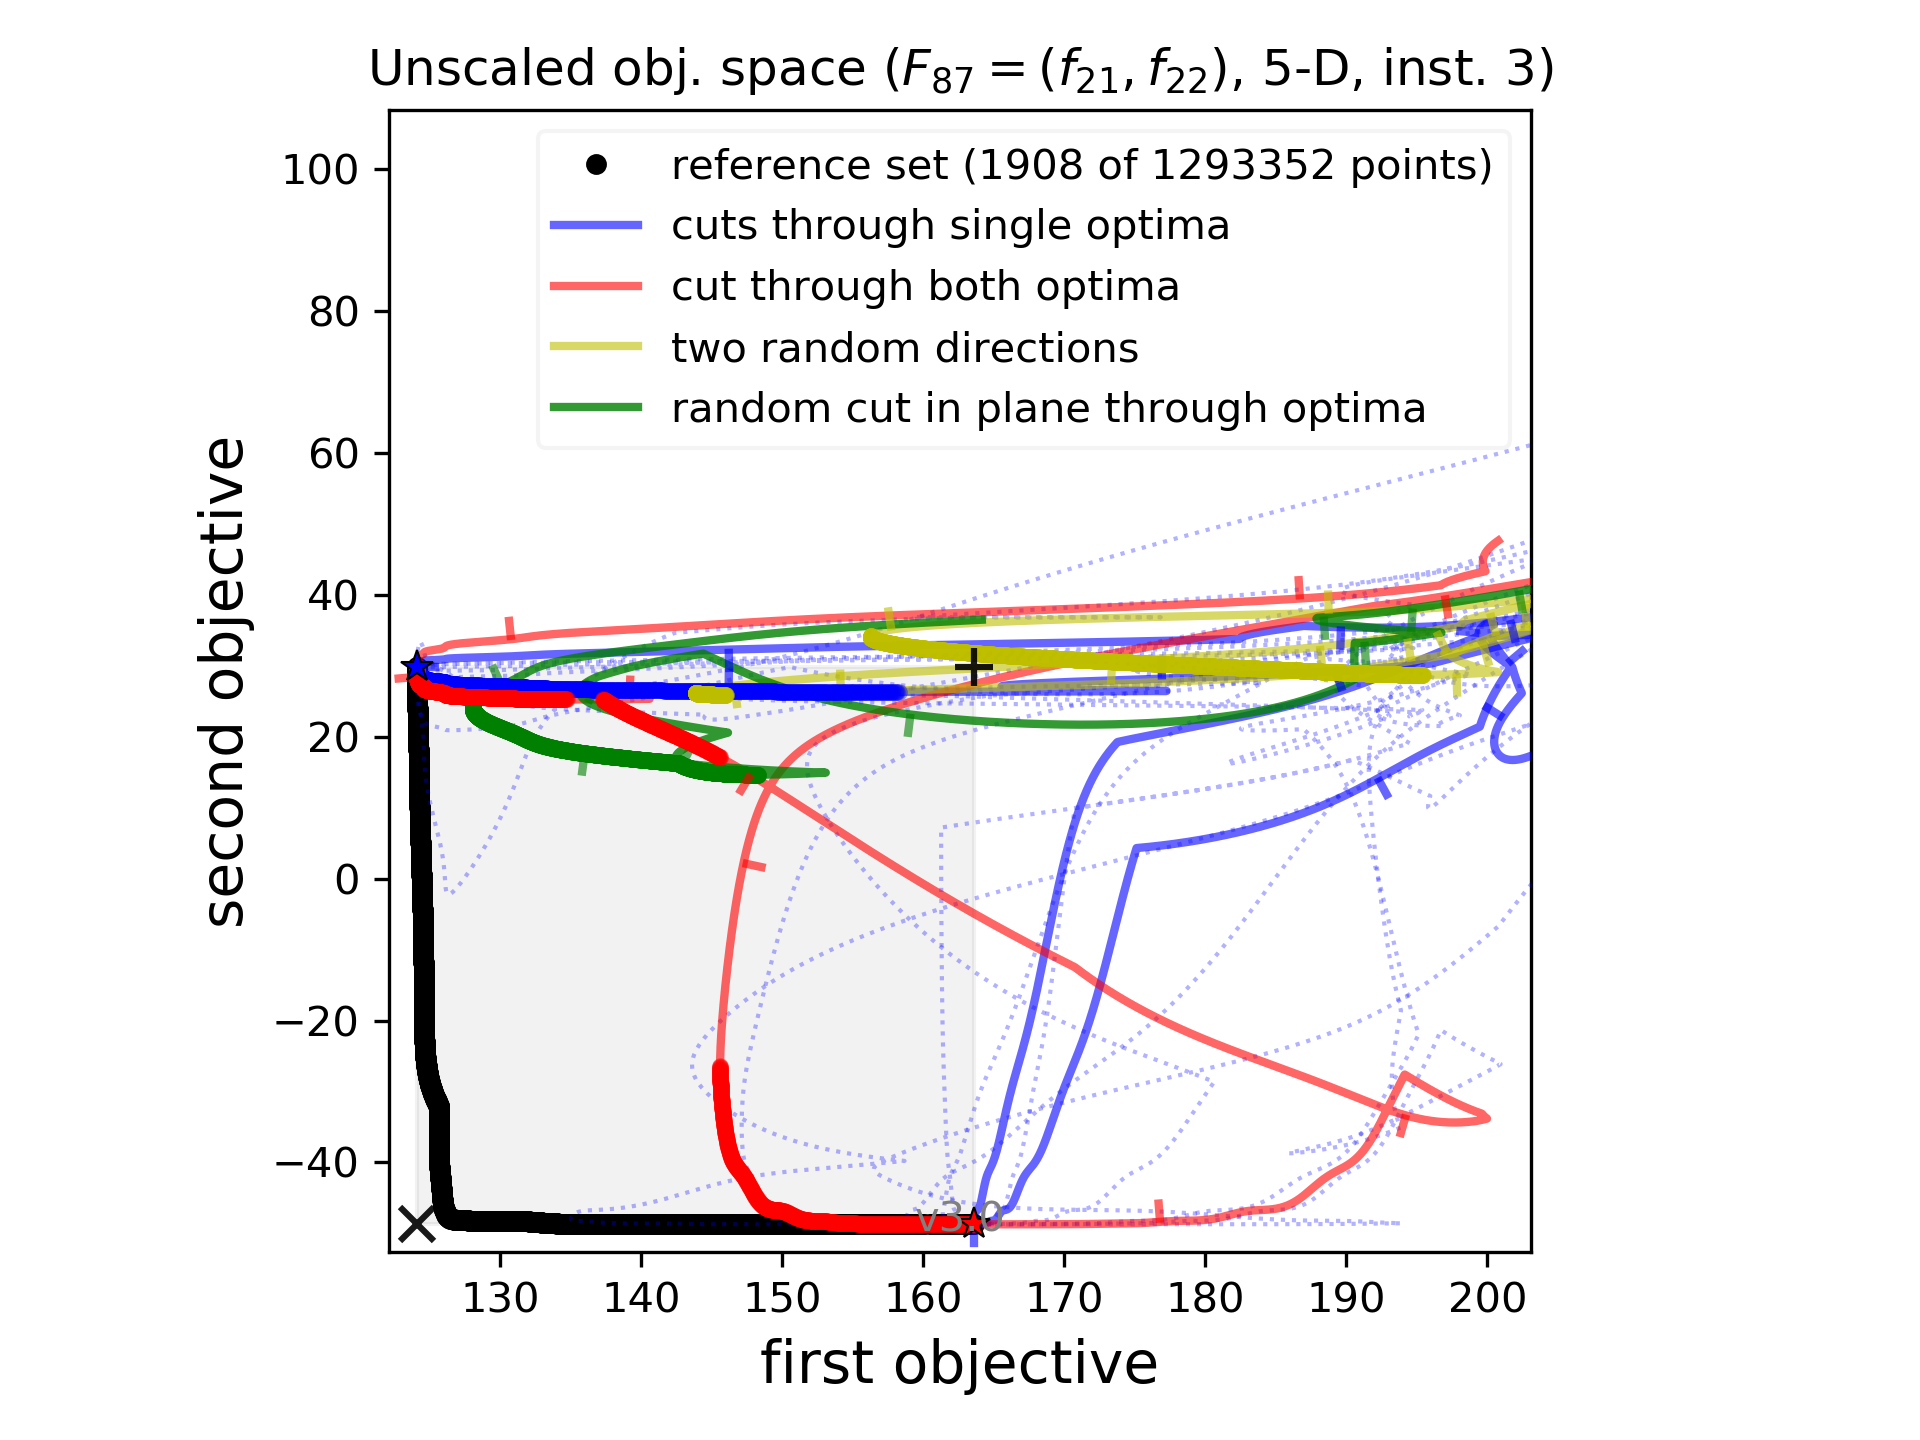 Unscaled obj. space (F87 = (f21, f22), 5-D, inst. 3)
reference set (1908 of 1293352 points)
cuts through single optima
cut through both optima
two random directions
random cut in plane through optima
100
80
60
40
20
0
−20
−40
second objective
v3.0
130 140 150 160 170 180 190 200
first objective